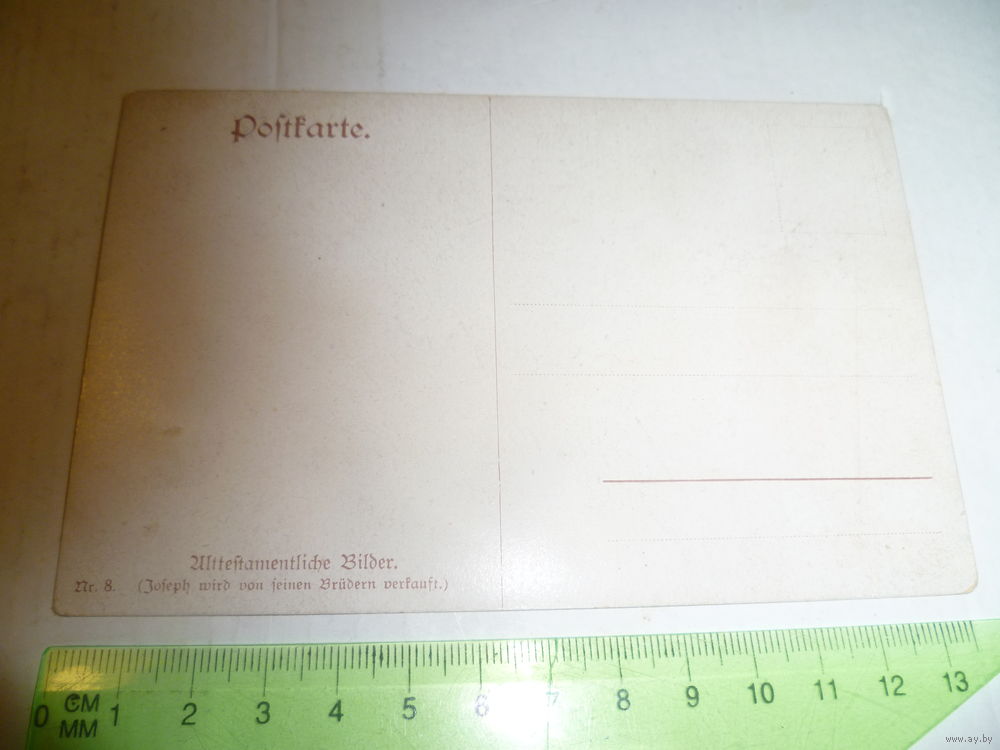 Postkarte.
Alttestamentliche Bilder.
Nr. 8. (Joseph wird von seinen Brüdern verkauft.)
0 CM 1 2 3 4 5 6 7 8 9 10 11 12 13
MM
www.ay.by